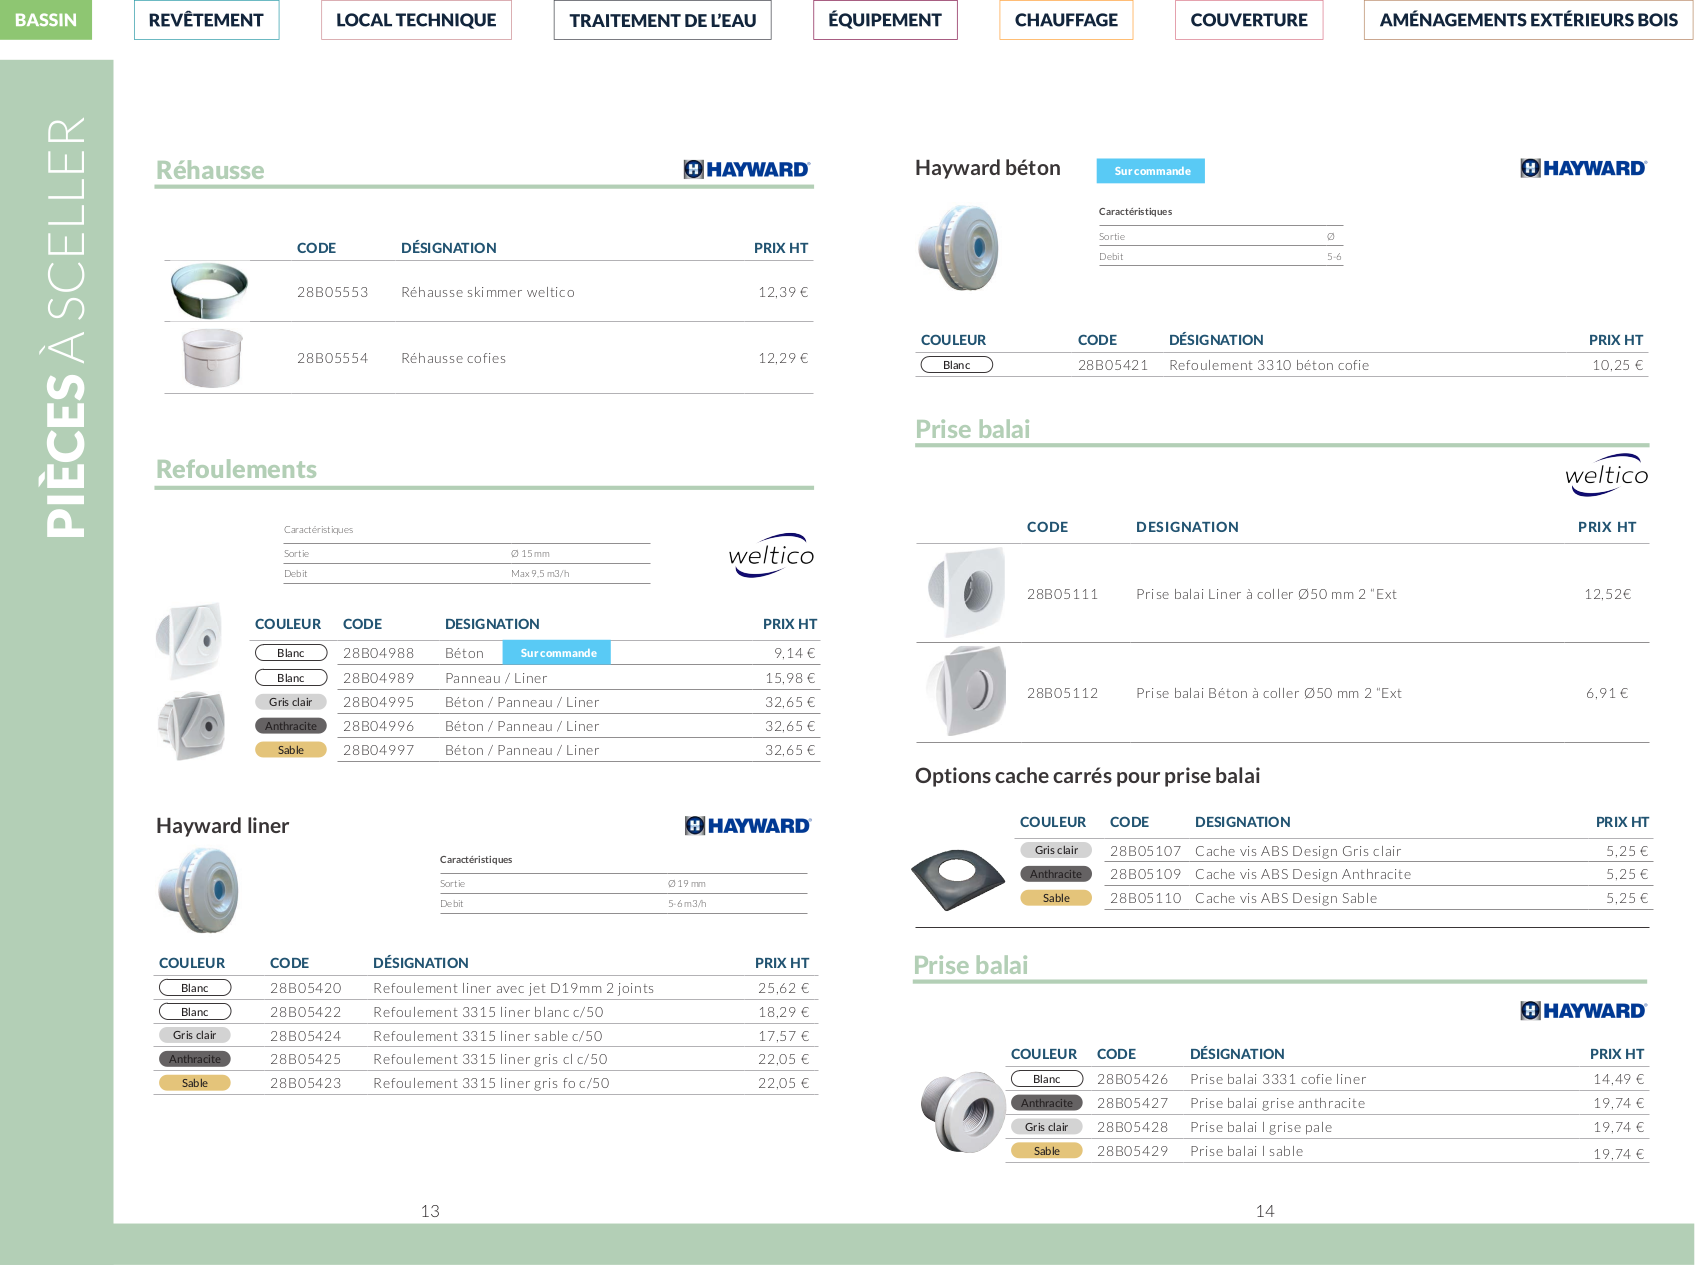 BASSIN REVÊTEMENT LOCAL TECHNIQUE TRAITEMENT DE L'EAU ÉQUIPEMENT CHAUFFAGE COUVERTURE AMÉNAGEMENTS EXTÉRIEURS BOIS
PIÈCES À SCELLER
Réhausse HAYWARD
CODE DÉSIGNATION PRIX HT
28B05553 Réhausse skimmer weltico 12,39 €
28B05554 Réhausse cofies 12,29 €
Refoulements
Caractéristiques
Sortie Ø 15 mm
Debit Max 9,5 m3/h
weltico
COULEUR CODE DESIGNATION PRIX HT
Blanc 28B04988 Béton Sur commande 9,14 €
Blanc 28B04989 Panneau / Liner 15,98 €
Gris clair 28B04995 Béton / Panneau / Liner 32,65 €
Anthracite 28B04996 Béton / Panneau / Liner 32,65 €
Sable 28B04997 Béton / Panneau / Liner 32,65 €
Hayward liner HAYWARD
Caractéristiques
Sortie Ø 19 mm
Debit 5-6 m3/h
COULEUR CODE DÉSIGNATION PRIX HT
Blanc 28B05420 Refoulement liner avec jet D19mm 2 joints 25,62 €
Blanc 28B05422 Refoulement 3315 liner blanc c/50 18,29 €
Gris clair 28B05424 Refoulement 3315 liner sable c/50 17,57 €
Anthracite 28B05425 Refoulement 3315 liner gris cl c/50 22,05 €
Sable 28B05423 Refoulement 3315 liner gris fo c/50 22,05 €
13
Hayward béton Sur commande HAYWARD
Caractéristiques
Sortie Ø
Debit 5-6
COULEUR CODE DÉSIGNATION PRIX HT
Blanc 28B05421 Refoulement 3310 béton cofie 10,25 €
Prise balai
weltico
CODE DESIGNATION PRIX HT
28B05111 Prise balai Liner à coller Ø50 mm 2 "Ext 12,52€
28B05112 Prise balai Béton à coller Ø50 mm 2 "Ext 6,91 €
Options cache carrés pour prise balai
COULEUR CODE DESIGNATION PRIX HT
Gris clair 28B05107 Cache vis ABS Design Gris clair 5,25 €
Anthracite 28B05109 Cache vis ABS Design Anthracite 5,25 €
Sable 28B05110 Cache vis ABS Design Sable 5,25 €
Prise balai
HAYWARD
COULEUR CODE DÉSIGNATION PRIX HT
Blanc 28B05426 Prise balai 3331 cofie liner 14,49 €
Anthracite 28B05427 Prise balai grise anthracite 19,74 €
Gris clair 28B05428 Prise balai l grise pale 19,74 €
Sable 28B05429 Prise balai l sable 19,74 €
14